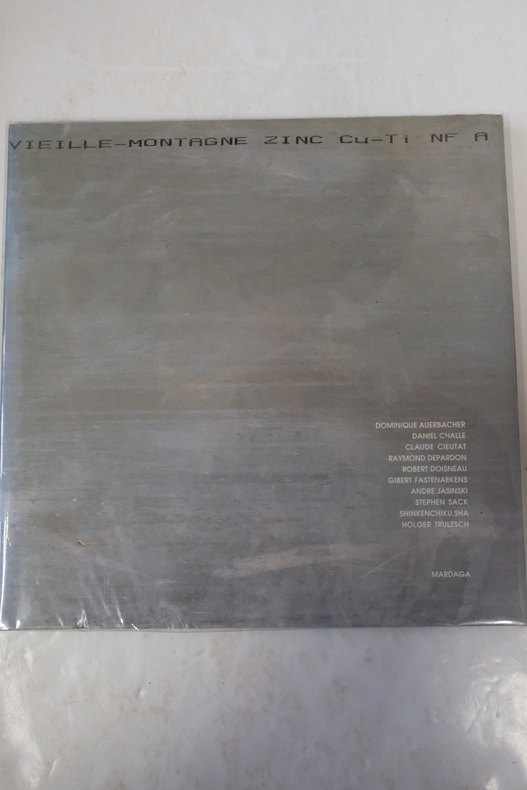 VIEILLE-MONTAGNE ZINC Cu-Ti NF A
DOMINIQUE AUERBACHER
DANIEL CHALLE
CLAUDE CIEUTAT
RAYMOND DEPARDON
ROBERT DOISNEAU
GIBERT FASTENAEKENS
ANDRE JASINSKI
STEPHEN SACK
SHINKENCHIKU.SHA
HOLGER TRULZSCH
MARDAGA